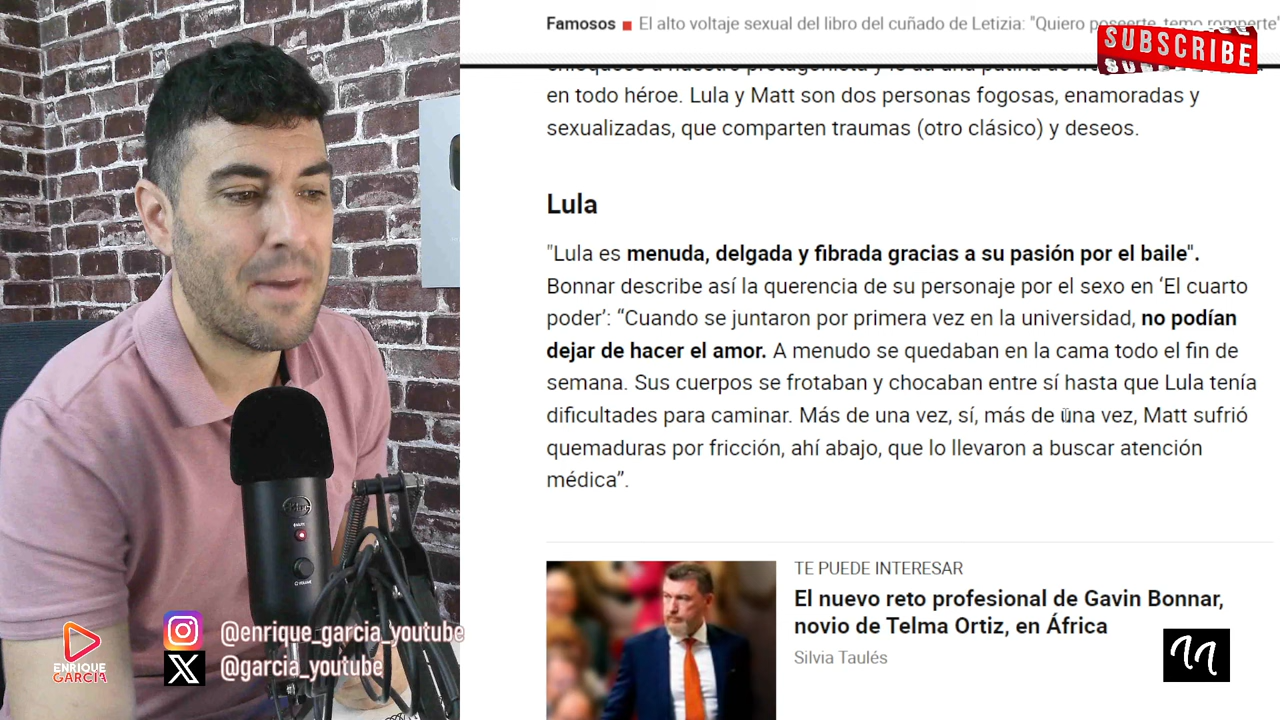 Famosos ■ El alto voltaje sexual del libro del cuñado de Letizia: "Quiero poseerte, temo romperte"
SUBSCRIBE
en todo héroe. Lula y Matt son dos personas fogosas, enamoradas y
sexualizadas, que comparten traumas (otro clásico) y deseos.
Lula
"Lula es menuda, delgada y fibrada gracias a su pasión por el baile".
Bonnar describe así la querencia de su personaje por el sexo en ‘El cuarto
poder’: “Cuando se juntaron por primera vez en la universidad, no podían
dejar de hacer el amor. A menudo se quedaban en la cama todo el fin de
semana. Sus cuerpos se frotaban y chocaban entre sí hasta que Lula tenía
dificultades para caminar. Más de una vez, sí, más de una vez, Matt sufrió
quemaduras por fricción, ahí abajo, que lo llevaron a buscar atención
médica”.
TE PUEDE INTERESAR
El nuevo reto profesional de Gavin Bonnar,
novio de Telma Ortiz, en África
Silvia Taulés
@enrique_garcia_youtube
@garcia_youtube
ENRIQUE
GARCIA